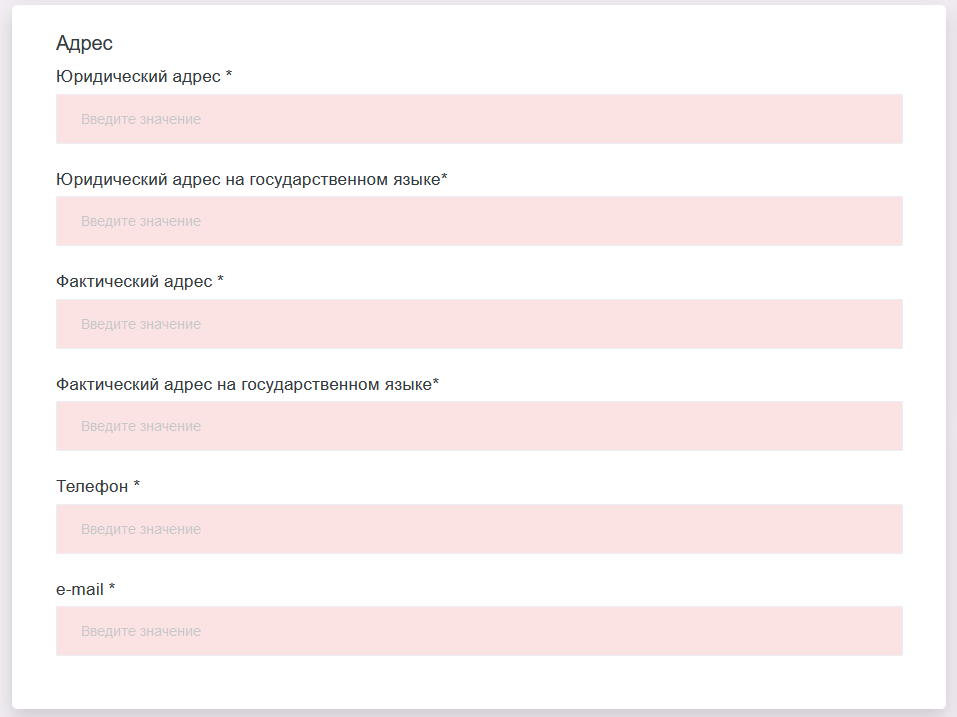 Адрес
Юридический адрес *
Введите значение
Юридический адрес на государственном языке*
Введите значение
Фактический адрес *
Введите значение
Фактический адрес на государственном языке*
Введите значение
Телефон *
Введите значение
e-mail *
Введите значение